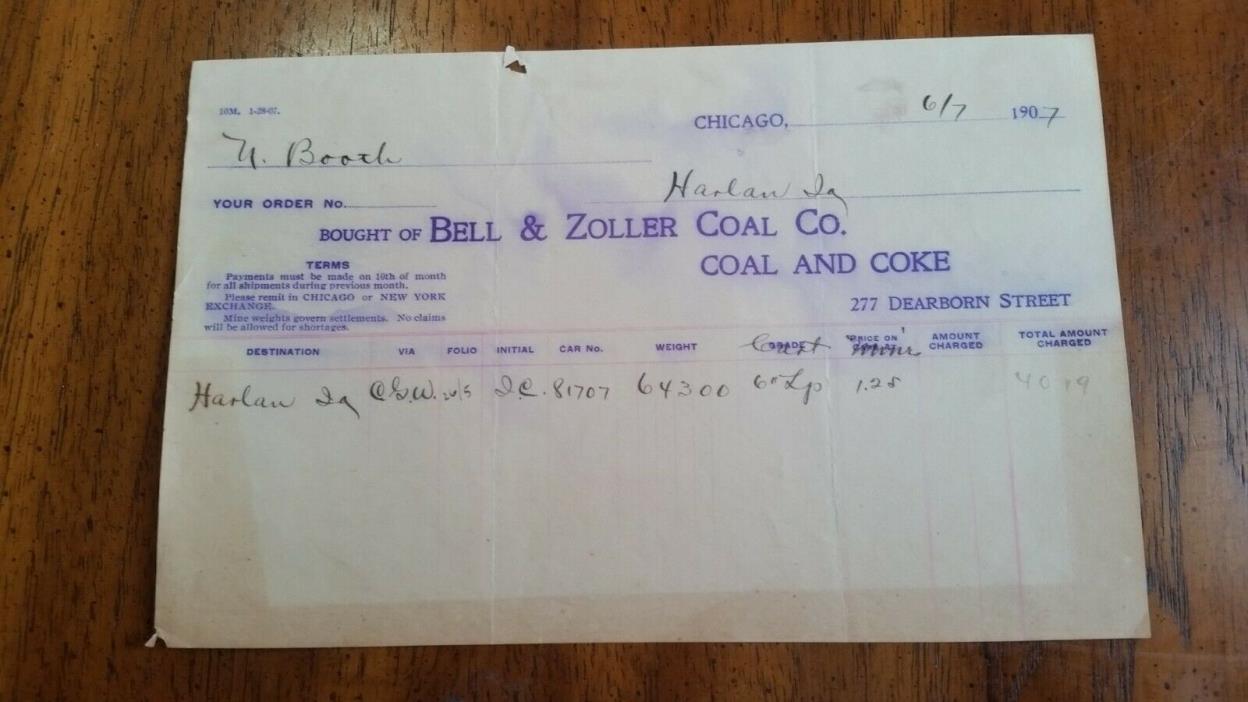 10M. 1-28-07.
CHICAGO, 6/7 1907
N. Booth
Harlan Ia
YOUR ORDER No.
BOUGHT OF BELL & ZOLLER COAL CO.
COAL AND COKE
277 DEARBORN STREET
TERMS
Payments must be made on 10th of month
for all shipments during previous month.
Please remit in CHICAGO or NEW YORK
EXCHANGE.
Mine weights govern settlements. No claims
will be allowed for shortages.
DESTINATION VIA FOLIO INITIAL CAR No. WEIGHT GRADE PRICE ON AMOUNT CHARGED TOTAL AMOUNT CHARGED
Harlan Ia C.G.W. I.C. 81707 64300 6" Lp 1.25 40 19